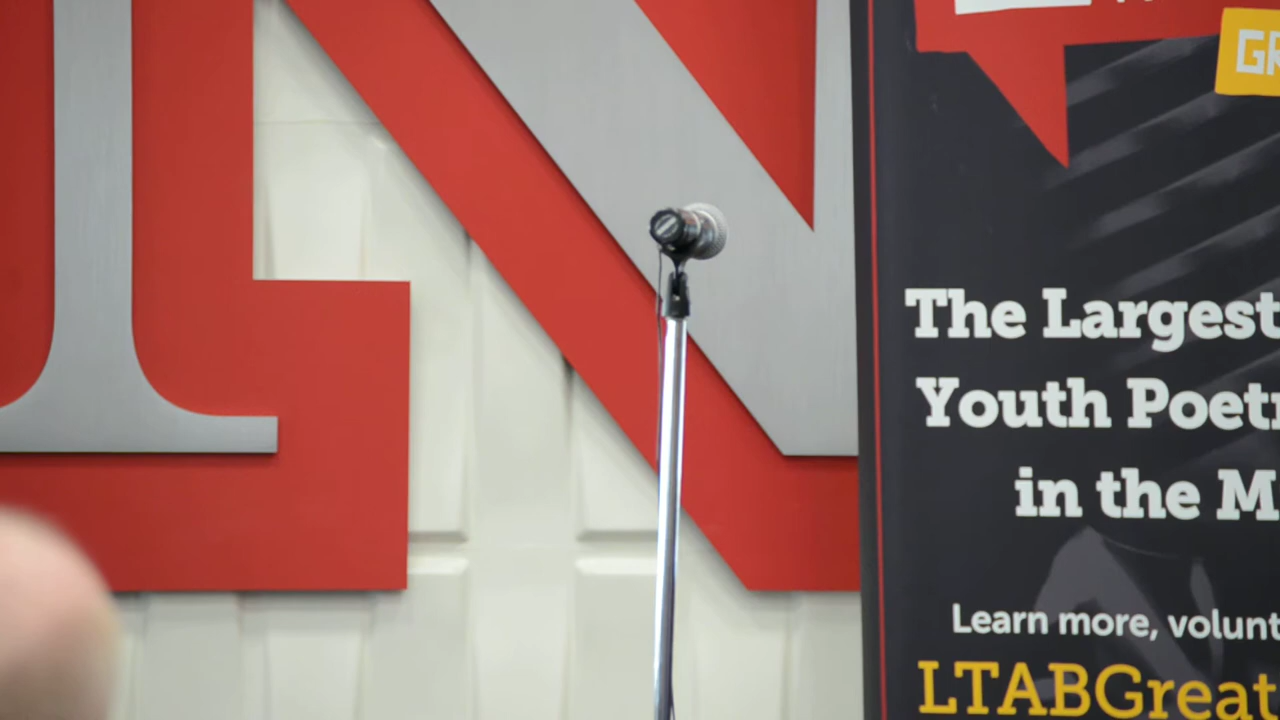 N
GR
The Largest
Youth Poetr
in the M
Learn more, volunt
LTABGreat